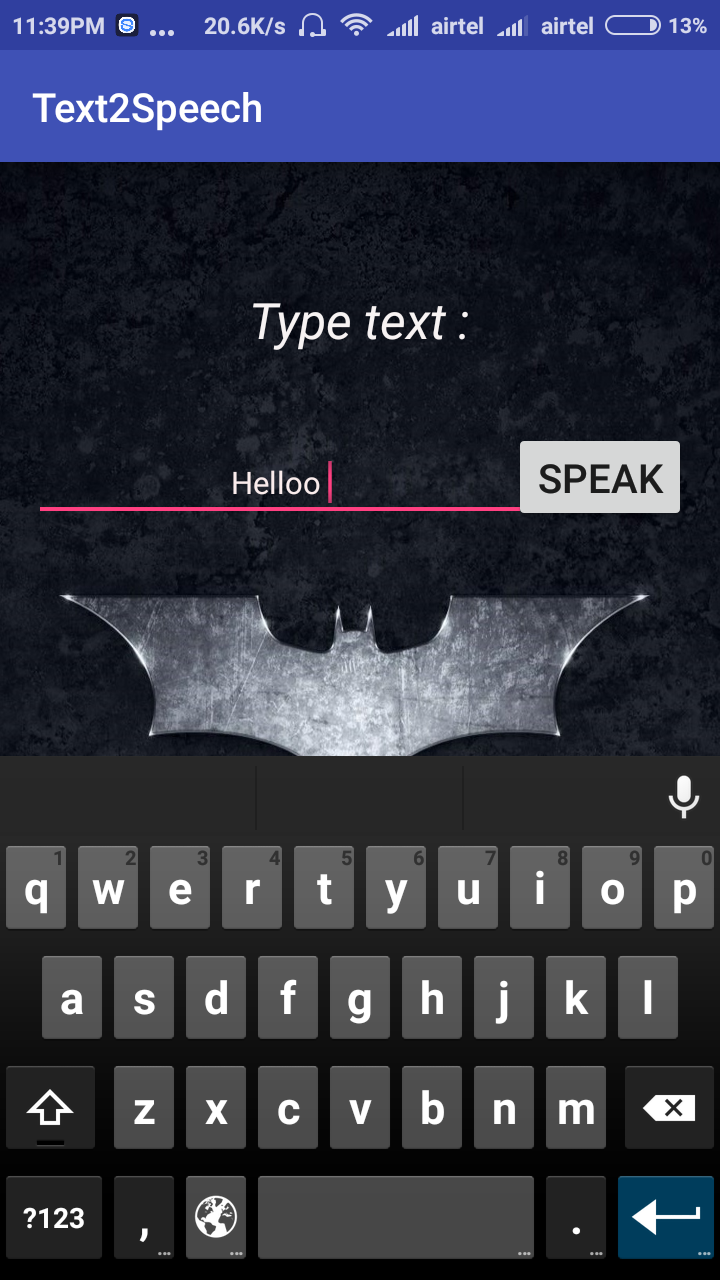 11:39PM ... 20.6K/s airtel airtel 13%
Text2Speech
Type text :
Helloo
SPEAK
1 2 3 4 5 6 7 8 9 0
q w e r t y u i o p
a s d f g h j k l
z x c v b n m
?123 , .